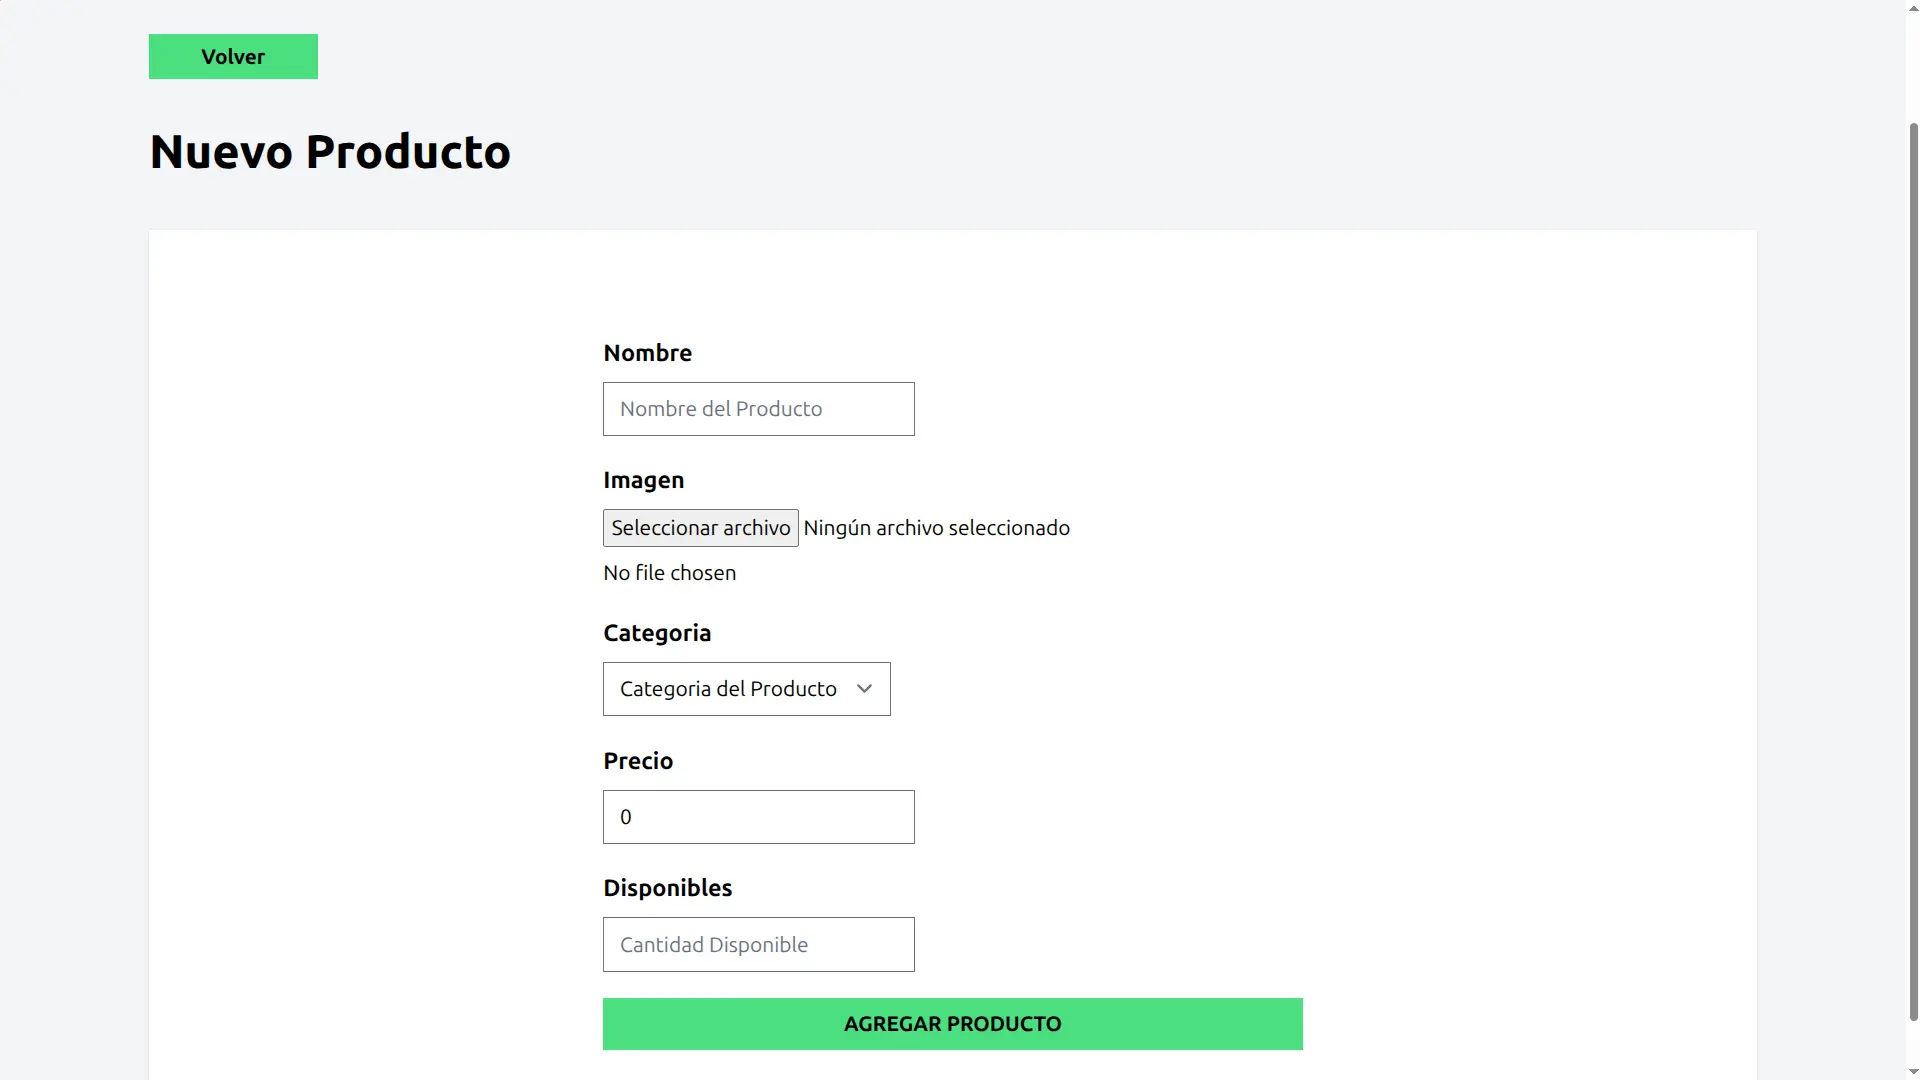 Volver
Nuevo Producto
Nombre
Nombre del Producto
Imagen
Seleccionar archivo Ningún archivo seleccionado
No file chosen
Categoria
Categoria del Producto
Precio
0
Disponibles
Cantidad Disponible
AGREGAR PRODUCTO